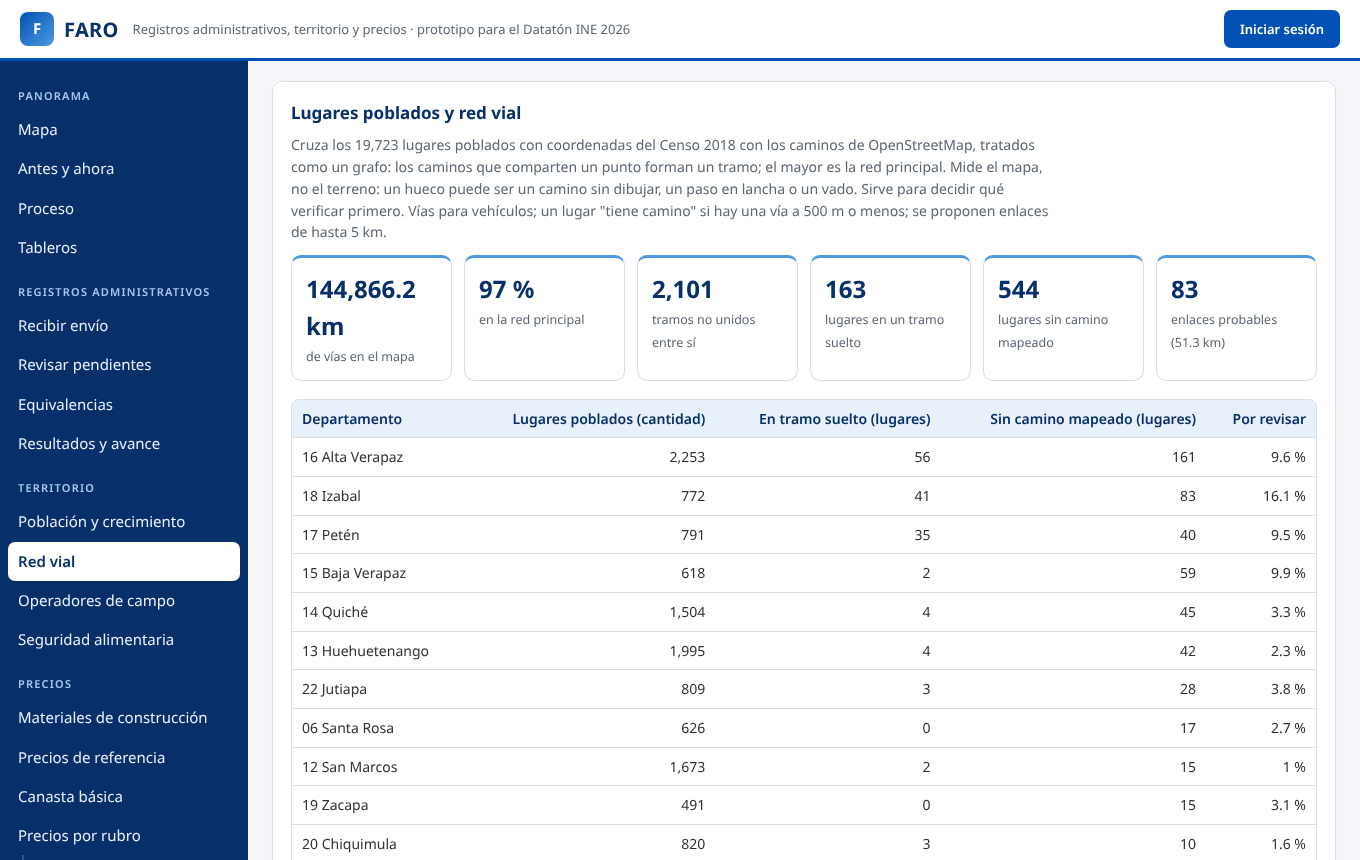 F FARO Registros administrativos, territorio y precios · prototipo para el Datatón INE 2026 Iniciar sesión
PANORAMA
Mapa
Antes y ahora
Proceso
Tableros
REGISTROS ADMINISTRATIVOS
Recibir envío
Revisar pendientes
Equivalencias
Resultados y avance
TERRITORIO
Población y crecimiento
Red vial
Operadores de campo
Seguridad alimentaria
PRECIOS
Materiales de construcción
Precios de referencia
Canasta básica
Precios por rubro
Lugares poblados y red vial
Cruza los 19,723 lugares poblados con coordenadas del Censo 2018 con los caminos de OpenStreetMap, tratados
como un grafo: los caminos que comparten un punto forman un tramo; el mayor es la red principal. Mide el mapa,
no el terreno: un hueco puede ser un camino sin dibujar, un paso en lancha o un vado. Sirve para decidir qué
verificar primero. Vías para vehículos; un lugar "tiene camino" si hay una vía a 500 m o menos; se proponen enlaces
de hasta 5 km.
144,866.2
km
de vías en el mapa
97 %
en la red principal
2,101
tramos no unidos
entre sí
163
lugares en un tramo
suelto
544
lugares sin camino
mapeado
83
enlaces probables
(51.3 km)
Departamento Lugares poblados (cantidad) En tramo suelto (lugares) Sin camino mapeado (lugares) Por revisar
16 Alta Verapaz 2,253 56 161 9.6 %
18 Izabal 772 41 83 16.1 %
17 Petén 791 35 40 9.5 %
15 Baja Verapaz 618 2 59 9.9 %
14 Quiché 1,504 4 45 3.3 %
13 Huehuetenango 1,995 4 42 2.3 %
22 Jutiapa 809 3 28 3.8 %
06 Santa Rosa 626 0 17 2.7 %
12 San Marcos 1,673 2 15 1 %
19 Zacapa 491 0 15 3.1 %
20 Chiquimula 820 3 10 1.6 %